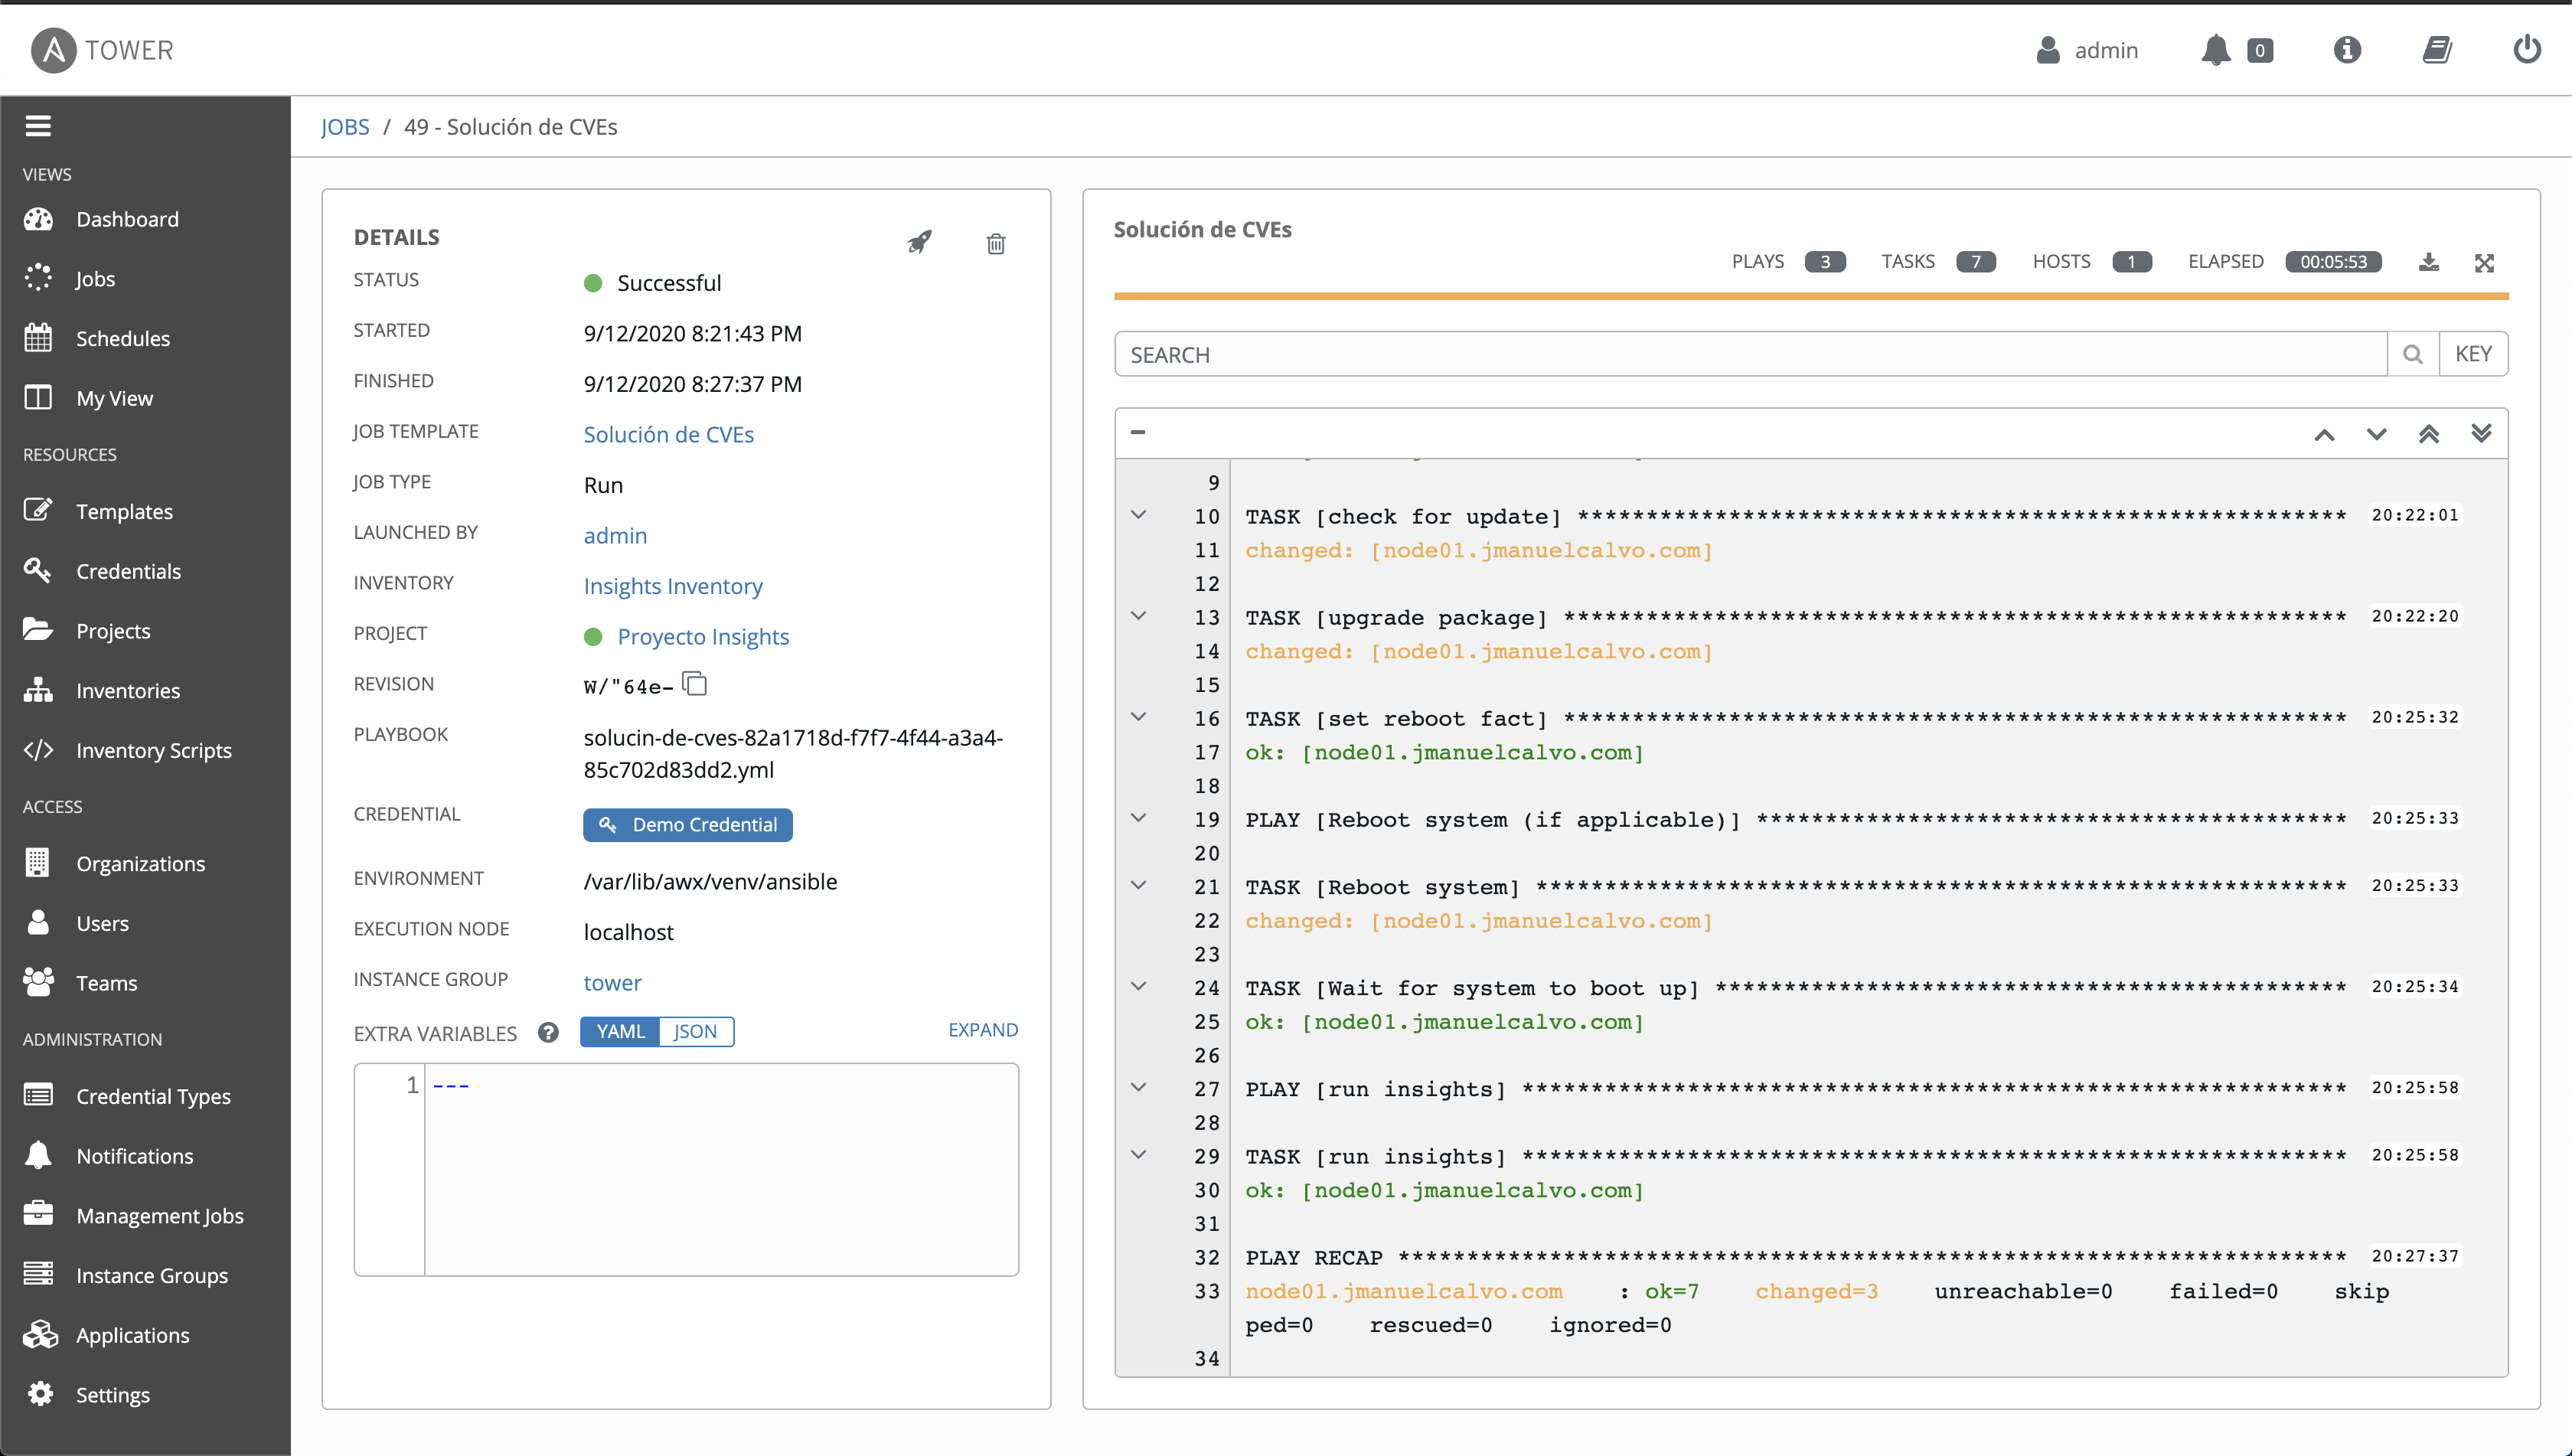 TOWER
admin
0
JOBS / 49 - Solución de CVEs
VIEWS
Dashboard
Jobs
Schedules
My View
RESOURCES
Templates
Credentials
Projects
Inventories
Inventory Scripts
ACCESS
Organizations
Users
Teams
ADMINISTRATION
Credential Types
Notifications
Management Jobs
Instance Groups
Applications
Settings
DETAILS
STATUS Successful
STARTED 9/12/2020 8:21:43 PM
FINISHED 9/12/2020 8:27:37 PM
JOB TEMPLATE Solución de CVEs
JOB TYPE Run
LAUNCHED BY admin
INVENTORY Insights Inventory
PROJECT Proyecto Insights
REVISION W/"64e-
PLAYBOOK solucin-de-cves-82a1718d-f7f7-4f44-a3a4-
85c702d83dd2.yml
CREDENTIAL Demo Credential
ENVIRONMENT /var/lib/awx/venv/ansible
EXECUTION NODE localhost
INSTANCE GROUP tower
EXTRA VARIABLES ? YAML JSON EXPAND
1 ---
Solución de CVEs
PLAYS 3 TASKS 7 HOSTS 1 ELAPSED 00:05:53
SEARCH KEY
9
10 TASK [check for update] ******************************************************** 20:22:01
11 changed: [node01.jmanuelcalvo.com]
12
13 TASK [upgrade package] ********************************************************* 20:22:20
14 changed: [node01.jmanuelcalvo.com]
15
16 TASK [set reboot fact] ********************************************************* 20:25:32
17 ok: [node01.jmanuelcalvo.com]
18
19 PLAY [Reboot system (if applicable)] ******************************************* 20:25:33
20
21 TASK [Reboot system] *********************************************************** 20:25:33
22 changed: [node01.jmanuelcalvo.com]
23
24 TASK [Wait for system to boot up] ********************************************** 20:25:34
25 ok: [node01.jmanuelcalvo.com]
26
27 PLAY [run insights] ************************************************************ 20:25:58
28
29 TASK [run insights] ************************************************************ 20:25:58
30 ok: [node01.jmanuelcalvo.com]
31
32 PLAY RECAP ********************************************************************* 20:27:37
33 node01.jmanuelcalvo.com : ok=7 changed=3 unreachable=0 failed=0 skip
ped=0 rescued=0 ignored=0
34